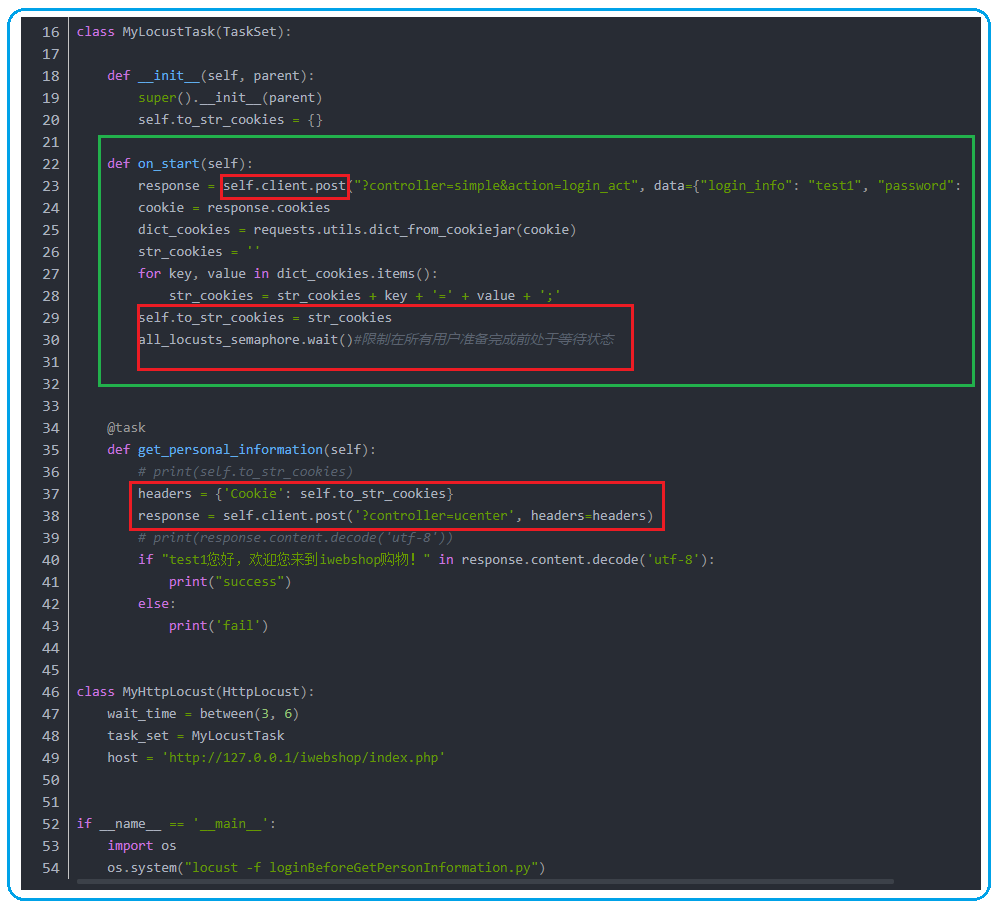 16 class MyLocustTask(TaskSet):
17
18     def __init__(self, parent):
19         super().__init__(parent)
20         self.to_str_cookies = {}
21
22     def on_start(self):
23         response = self.client.post("?controller=simple&action=login_act", data={"login_info": "test1", "password":
24         cookie = response.cookies
25         dict_cookies = requests.utils.dict_from_cookiejar(cookie)
26         str_cookies = ''
27         for key, value in dict_cookies.items():
28             str_cookies = str_cookies + key + '=' + value + ';'
29         self.to_str_cookies = str_cookies
30         all_locusts_semaphore.wait()#限制在所有用户准备完成前处于等待状态
31
32
33
34     @task
35     def get_personal_information(self):
36         # print(self.to_str_cookies)
37         headers = {'Cookie': self.to_str_cookies}
38         response = self.client.post('?controller=ucenter', headers=headers)
39         # print(response.content.decode('utf-8'))
40         if "test1您好，欢迎您来到iwebshop购物！" in response.content.decode('utf-8'):
41             print("success")
42         else:
43             print('fail')
44
45
46 class MyHttpLocust(HttpLocust):
47     wait_time = between(3, 6)
48     task_set = MyLocustTask
49     host = 'http://127.0.0.1/iwebshop/index.php'
50
51
52 if __name__ == '__main__':
53     import os
54     os.system("locust -f loginBeforeGetPersonInformation.py")